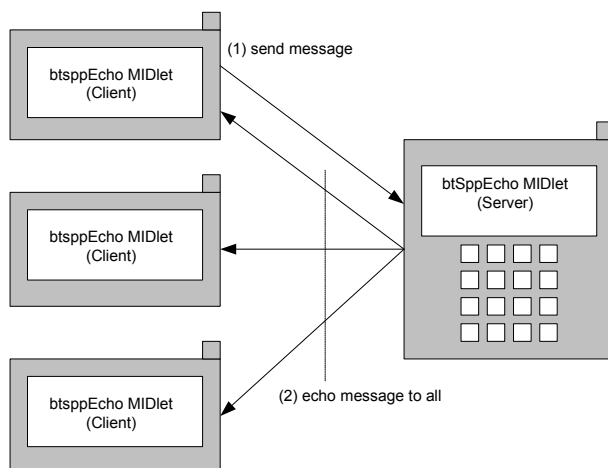 (1) send message
btsppEcho MIDlet
(Client)
btSppEcho MIDlet
(Server)
btsppEcho MIDlet
(Client)
btsppEcho MIDlet
(Client)
(2) echo message to all